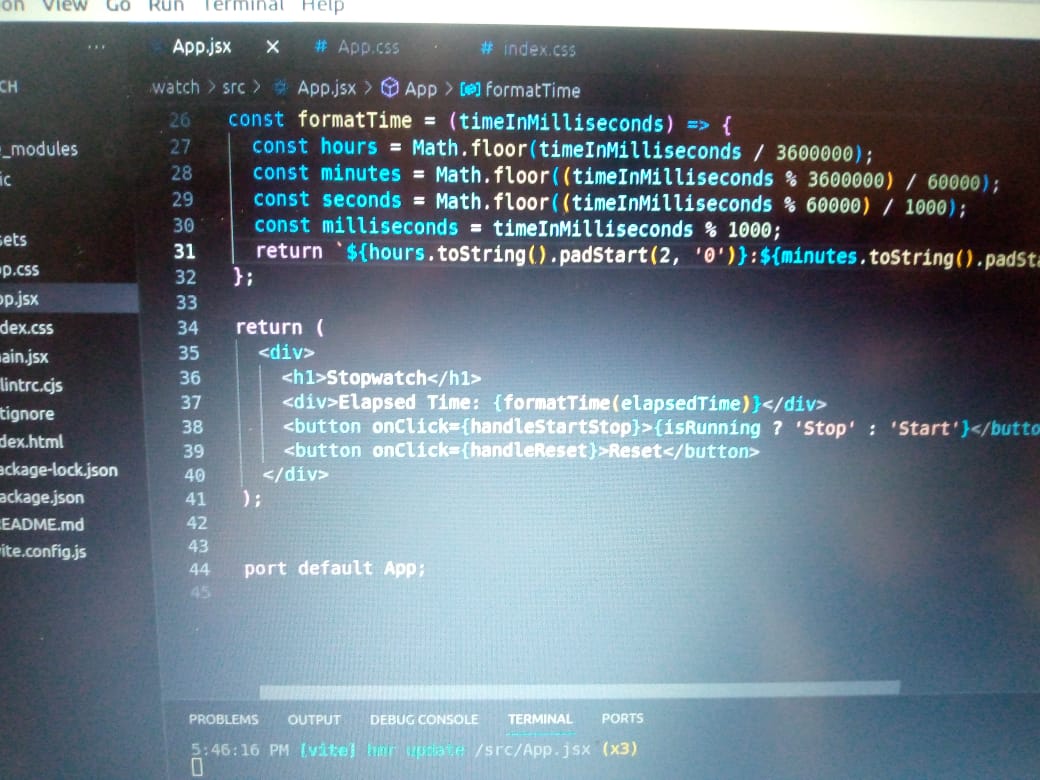 View Go Run Terminal Help
... App.jsx × # App.css # index.css
CH watch > src > App.jsx > App > formatTime
26 const formatTime = (timeInMilliseconds) => {
27 const hours = Math.floor(timeInMilliseconds / 3600000);
28 const minutes = Math.floor((timeInMilliseconds % 3600000) / 60000);
29 const seconds = Math.floor((timeInMilliseconds % 60000) / 1000);
30 const milliseconds = timeInMilliseconds % 1000;
31 return `${hours.toString().padStart(2, '0')}:${minutes.toString().padSta
32 };
33
34 return (
35 <div>
36 <h1>Stopwatch</h1>
37 <div>Elapsed Time: {formatTime(elapsedTime)}</div>
38 <button onClick={handleStartStop}>{isRunning ? 'Stop' : 'Start'}</butto
39 <button onClick={handleReset}>Reset</button>
40 </div>
41 );
42
43
44 port default App;
45
_modules
ic
sets
p.css
pp.jsx
dex.css
ain.jsx
lintrc.cjs
tignore
dex.html
ackage-lock.json
ackage.json
EADME.md
ite.config.js
PROBLEMS OUTPUT DEBUG CONSOLE TERMINAL PORTS
5:46:16 PM [vite] hmr update /src/App.jsx (x3)